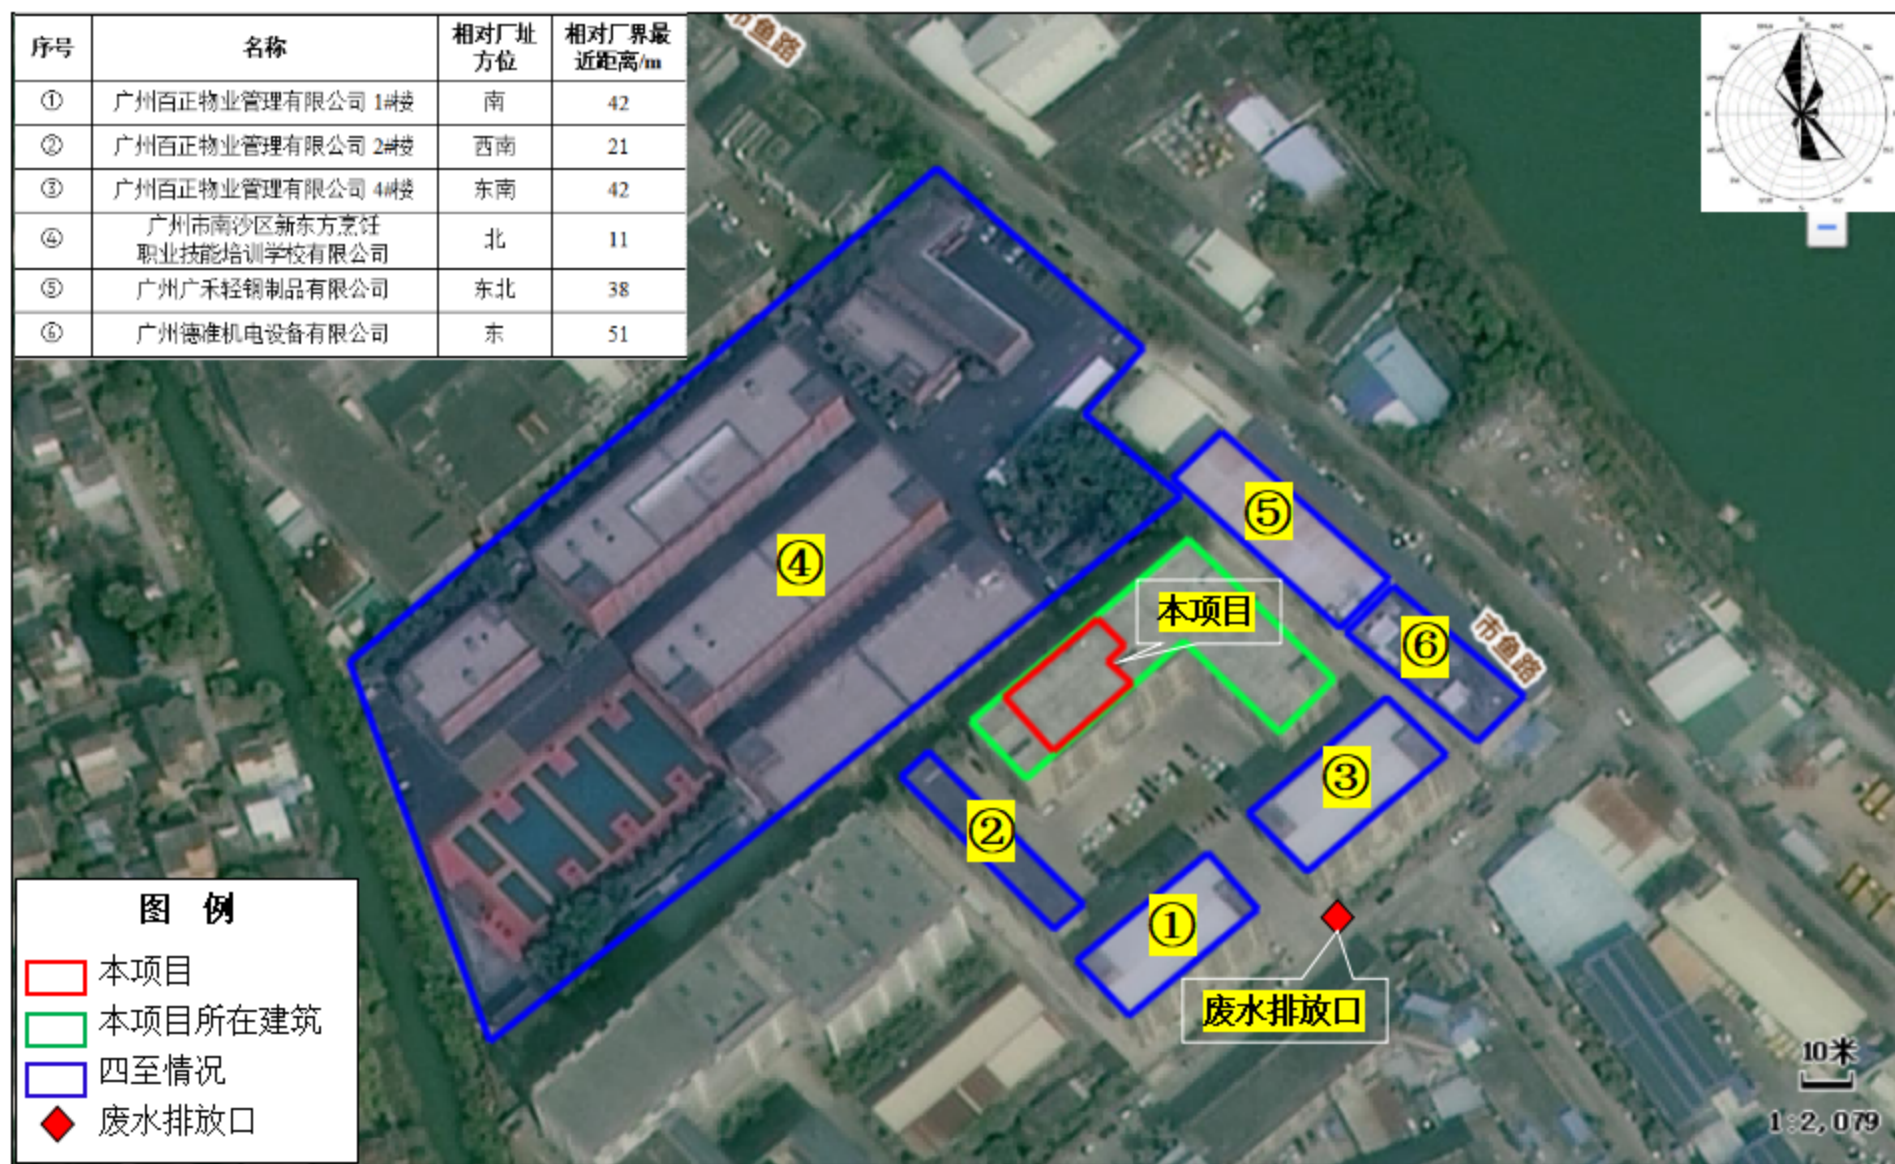 序号 名称 相对厂址方位 相对厂界最近距离/m
① 广州百正物业管理有限公司 1#楼 南 42
② 广州百正物业管理有限公司 2#楼 西南 21
③ 广州百正物业管理有限公司 4#楼 东南 42
④ 广州市南沙区新东方烹饪职业技能培训学校有限公司 北 11
⑤ 广州广禾轻钢制品有限公司 东北 38
⑥ 广州德准机电设备有限公司 东 51
市鱼路
⑤
④
本项目
⑥
市鱼路
③
②
①
废水排放口
图 例
本项目
本项目所在建筑
四至情况
废水排放口
10米
1:2,079